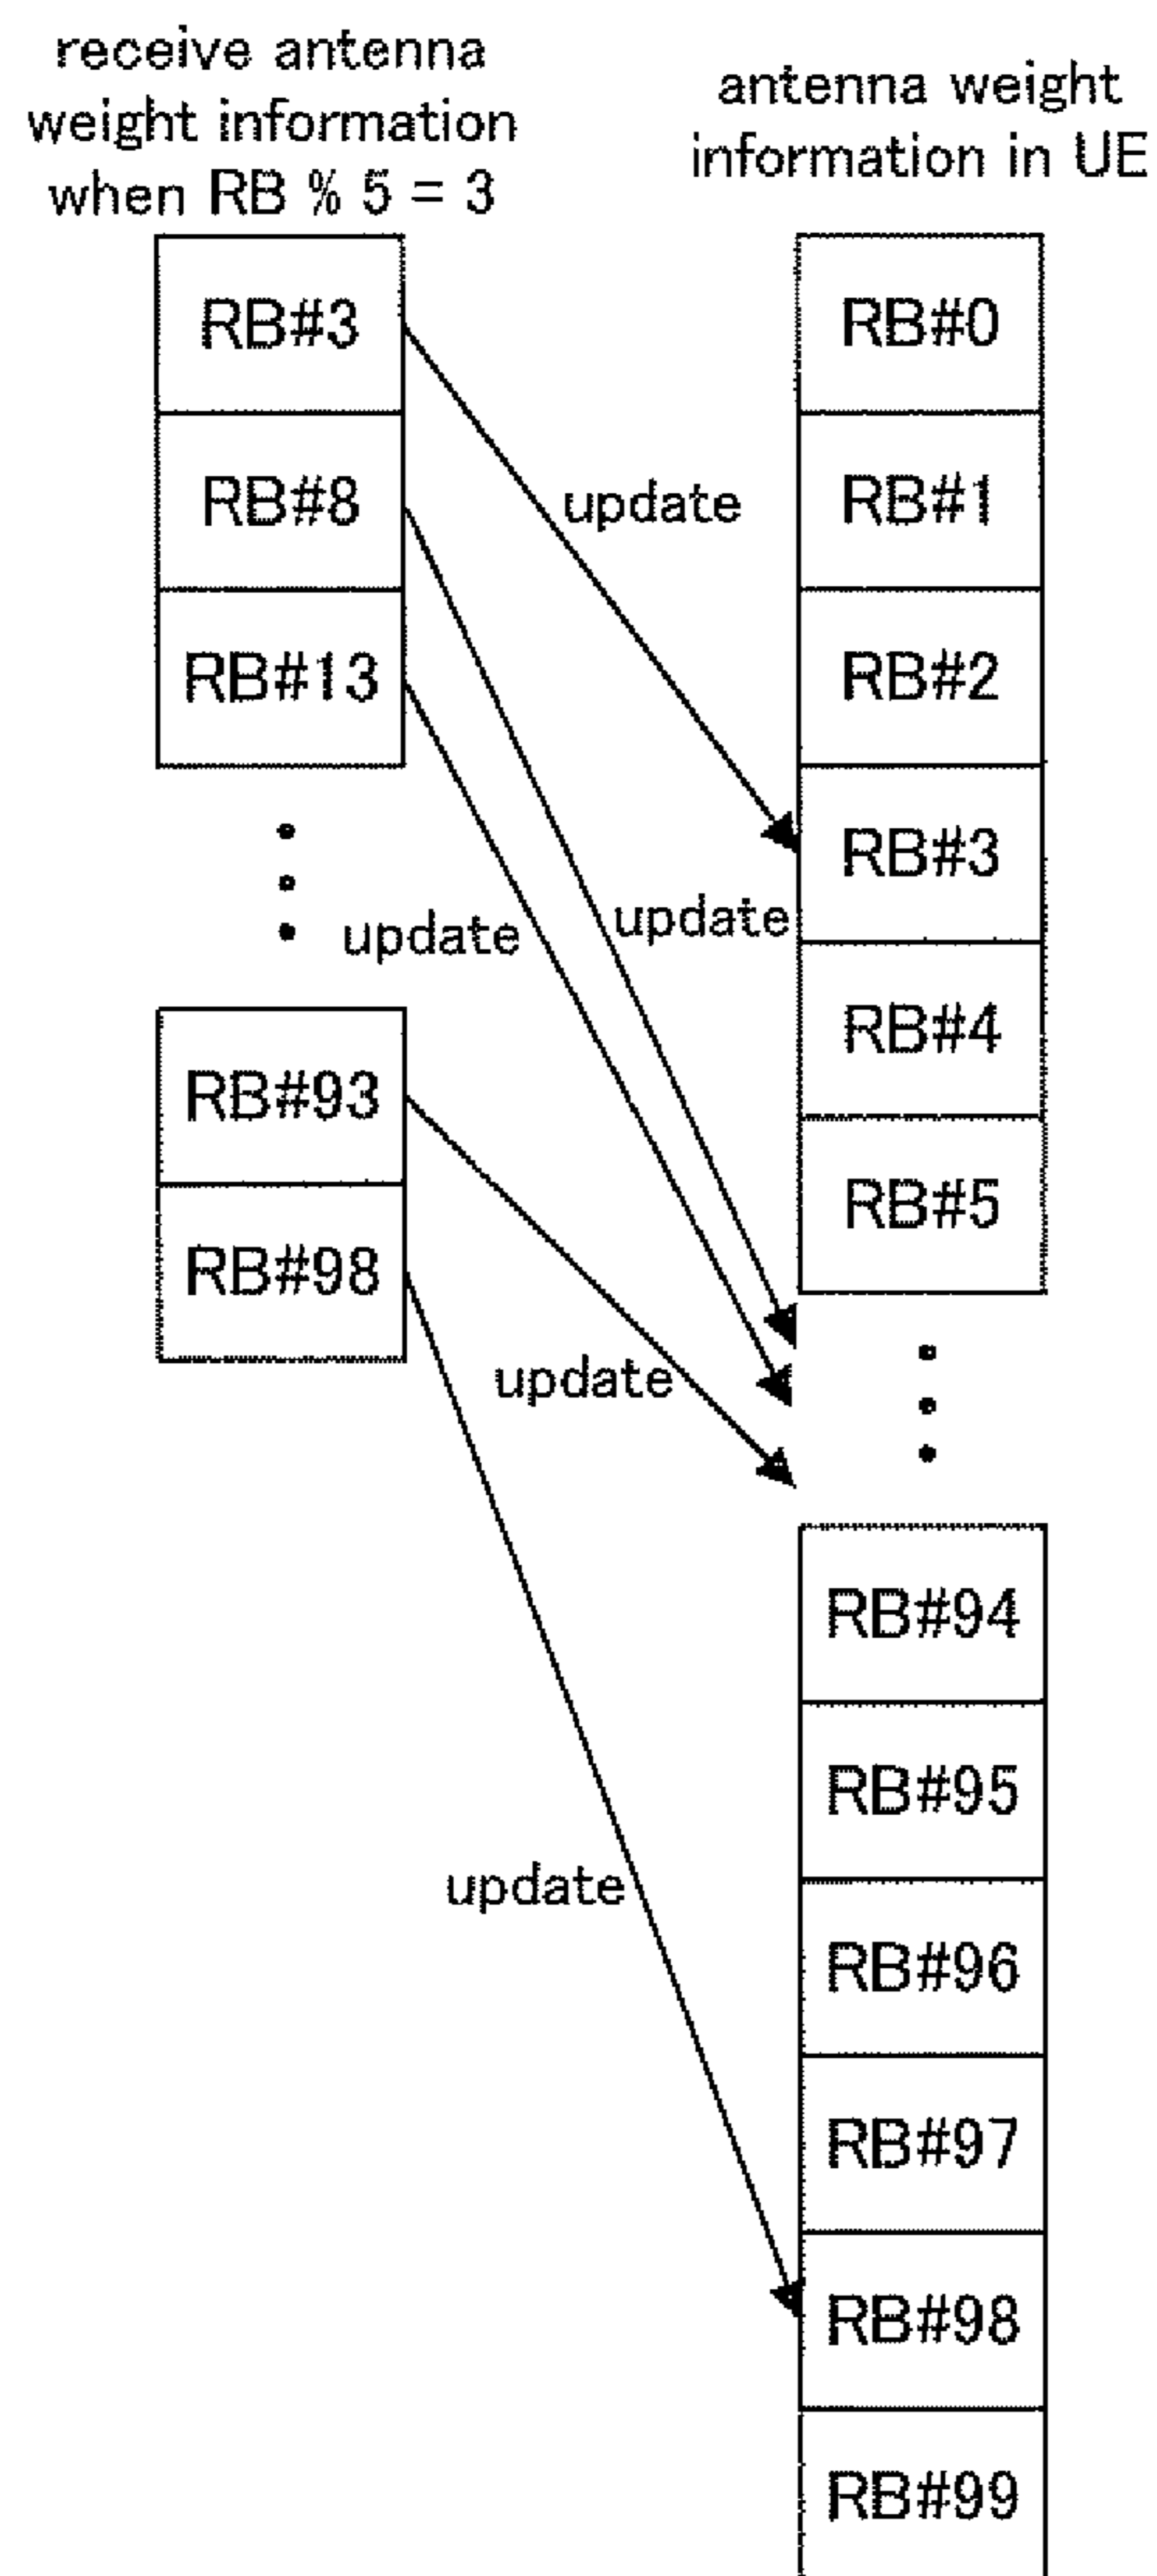 receive antenna
weight information
when RB % 5 = 3
RB#3
RB#8
RB#13
RB#93
RB#98
update
update
update
update
update
antenna weight
information in UE
RB#0
RB#1
RB#2
RB#3
RB#4
RB#5
RB#94
RB#95
RB#96
RB#97
RB#98
RB#99